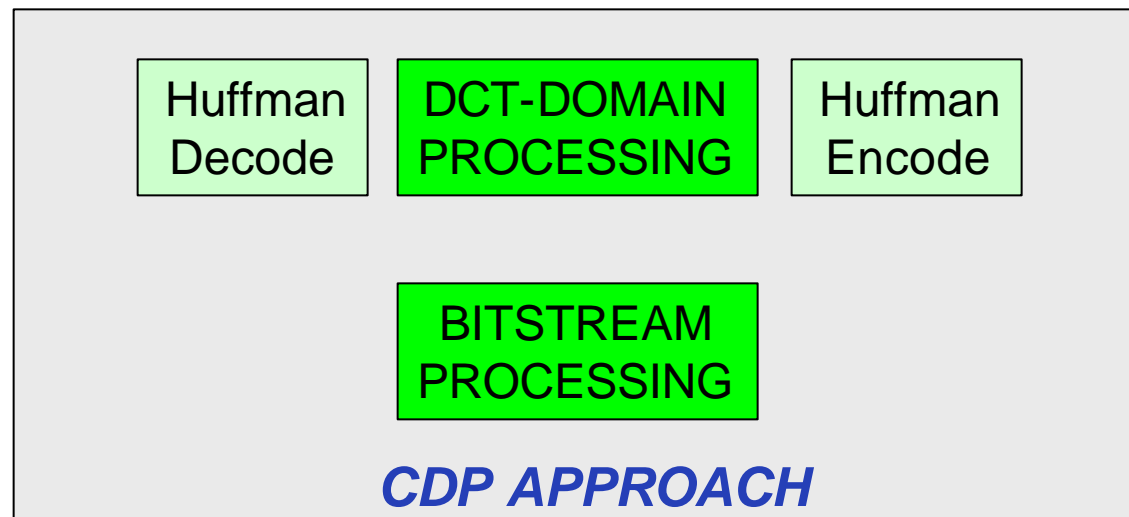 Huffman
Decode
DCT-DOMAIN
PROCESSING
Huffman
Encode
BITSTREAM
PROCESSING
CDP APPROACH